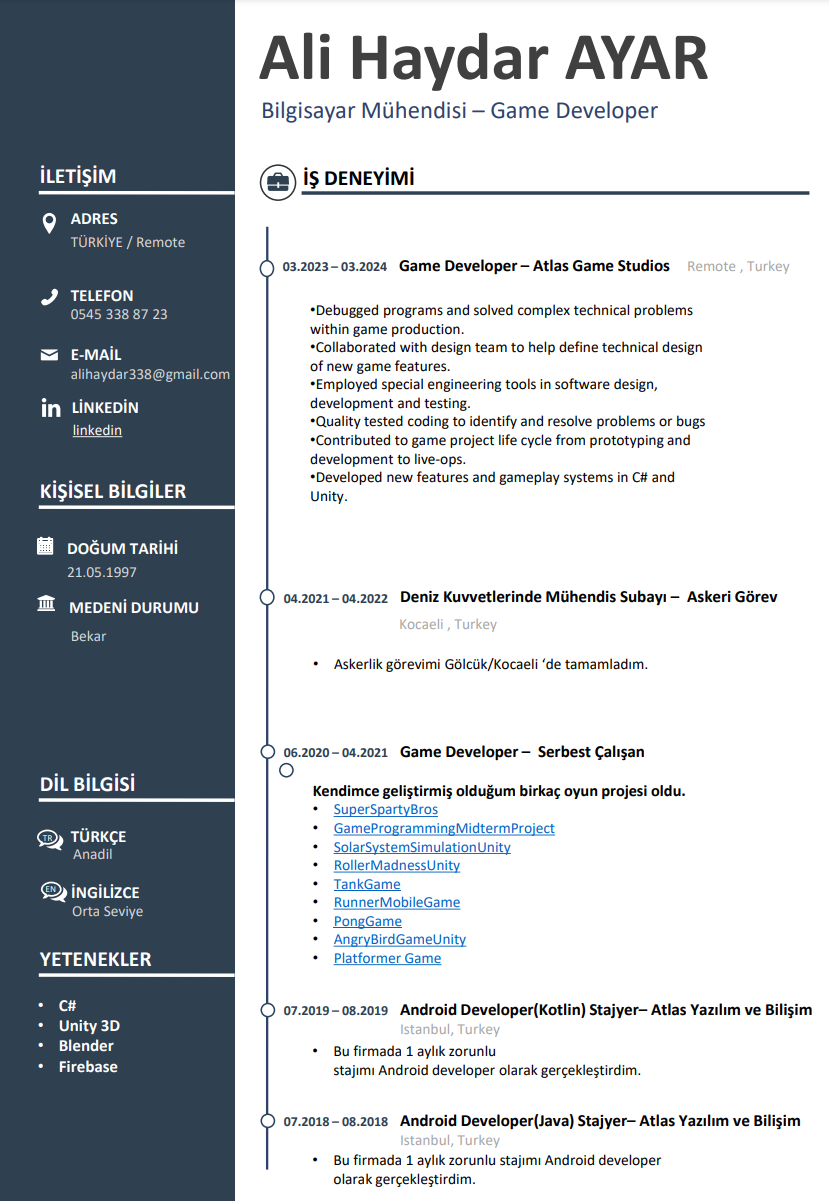 Ali Haydar AYAR
Bilgisayar Mühendisi – Game Developer
İLETİŞİM
ADRES
TÜRKİYE / Remote
TELEFON
0545 338 87 23
E-MAİL
alihaydar338@gmail.com
in LİNKEDİN
linkedin
KİŞİSEL BİLGİLER
DOĞUM TARİHİ
21.05.1997
MEDENİ DURUMU
Bekar
DİL BİLGİSİ
TR TÜRKÇE
Anadil
EN İNGİLİZCE
Orta Seviye
YETENEKLER
• C#
• Unity 3D
• Blender
• Firebase
İŞ DENEYİMİ
03.2023 – 03.2024 Game Developer – Atlas Game Studios Remote , Turkey
•Debugged programs and solved complex technical problems
within game production.
•Collaborated with design team to help define technical design
of new game features.
•Employed special engineering tools in software design,
development and testing.
•Quality tested coding to identify and resolve problems or bugs
•Contributed to game project life cycle from prototyping and
development to live-ops.
•Developed new features and gameplay systems in C# and
Unity.
04.2021 – 04.2022 Deniz Kuvvetlerinde Mühendis Subayı – Askeri Görev
Kocaeli , Turkey
• Askerlik görevimi Gölcük/Kocaeli ‘de tamamladım.
06.2020 – 04.2021 Game Developer – Serbest Çalışan
Kendimce geliştirmiş olduğum birkaç oyun projesi oldu.
• SuperSpartyBros
• GameProgrammingMidtermProject
• SolarSystemSimulationUnity
• RollerMadnessUnity
• TankGame
• RunnerMobileGame
• PongGame
• AngryBirdGameUnity
• Platformer Game
07.2019 – 08.2019 Android Developer(Kotlin) Stajyer– Atlas Yazılım ve Bilişim
Istanbul, Turkey
• Bu firmada 1 aylık zorunlu
stajımı Android developer olarak gerçekleştirdim.
07.2018 – 08.2018 Android Developer(Java) Stajyer– Atlas Yazılım ve Bilişim
Istanbul, Turkey
• Bu firmada 1 aylık zorunlu stajımı Android developer
olarak gerçekleştirdim.